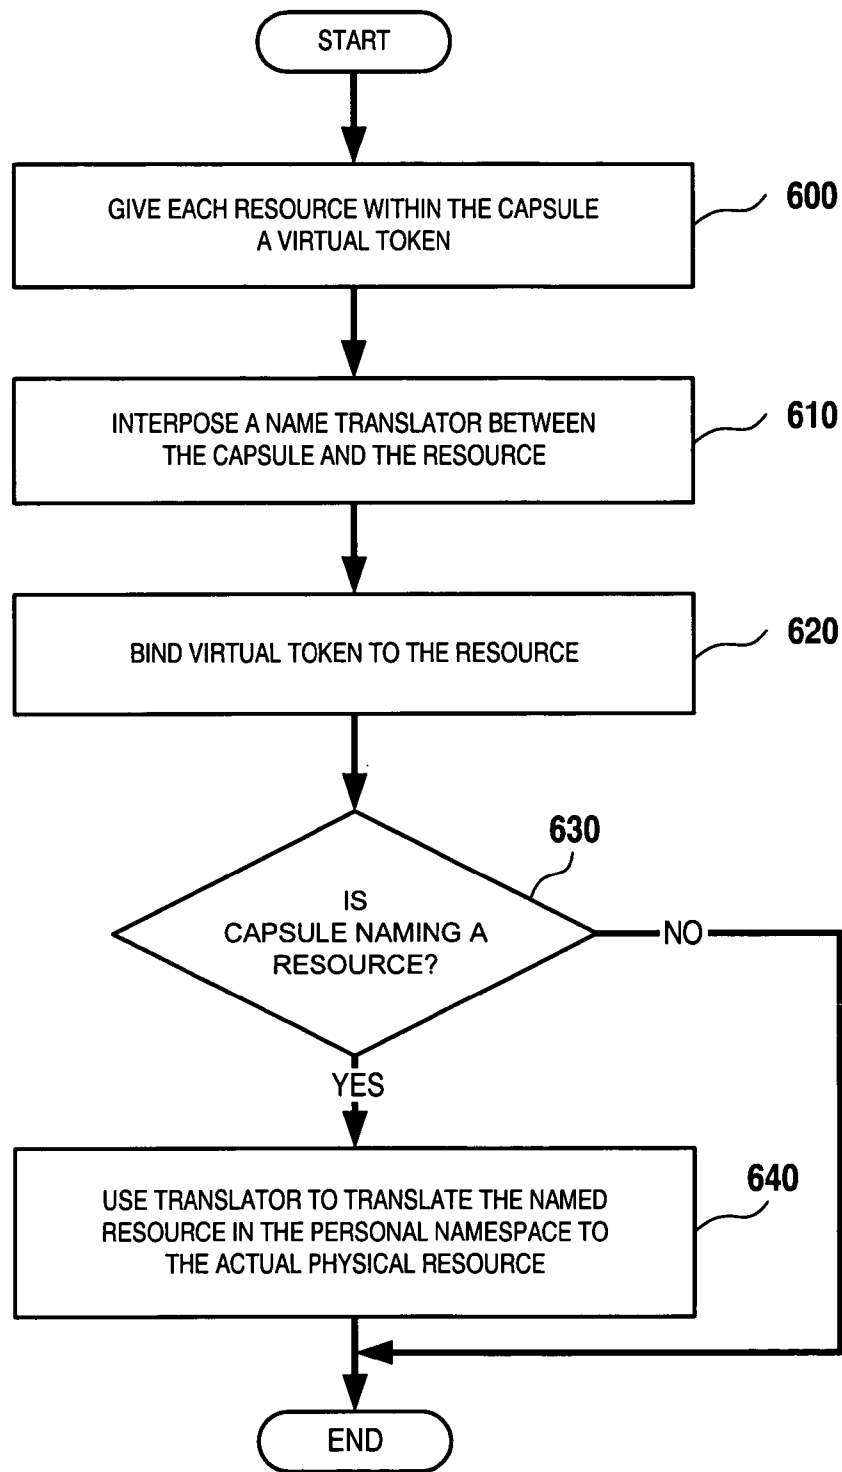 START
GIVE EACH RESOURCE WITHIN THE CAPSULE
A VIRTUAL TOKEN
600
INTERPOSE A NAME TRANSLATOR BETWEEN
THE CAPSULE AND THE RESOURCE
610
BIND VIRTUAL TOKEN TO THE RESOURCE
620
630
IS
CAPSULE NAMING A
RESOURCE?
NO
YES
USE TRANSLATOR TO TRANSLATE THE NAMED
RESOURCE IN THE PERSONAL NAMESPACE TO
THE ACTUAL PHYSICAL RESOURCE
640
END